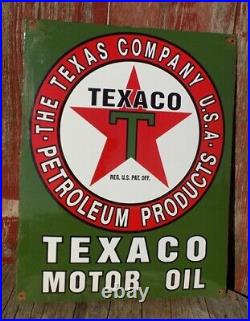 THE TEXAS COMPANY U.S.A.
TEXACO
T
REG. U.S. PAT. OFF.
PETROLEUM PRODUCTS
TEXACO
MOTOR OIL